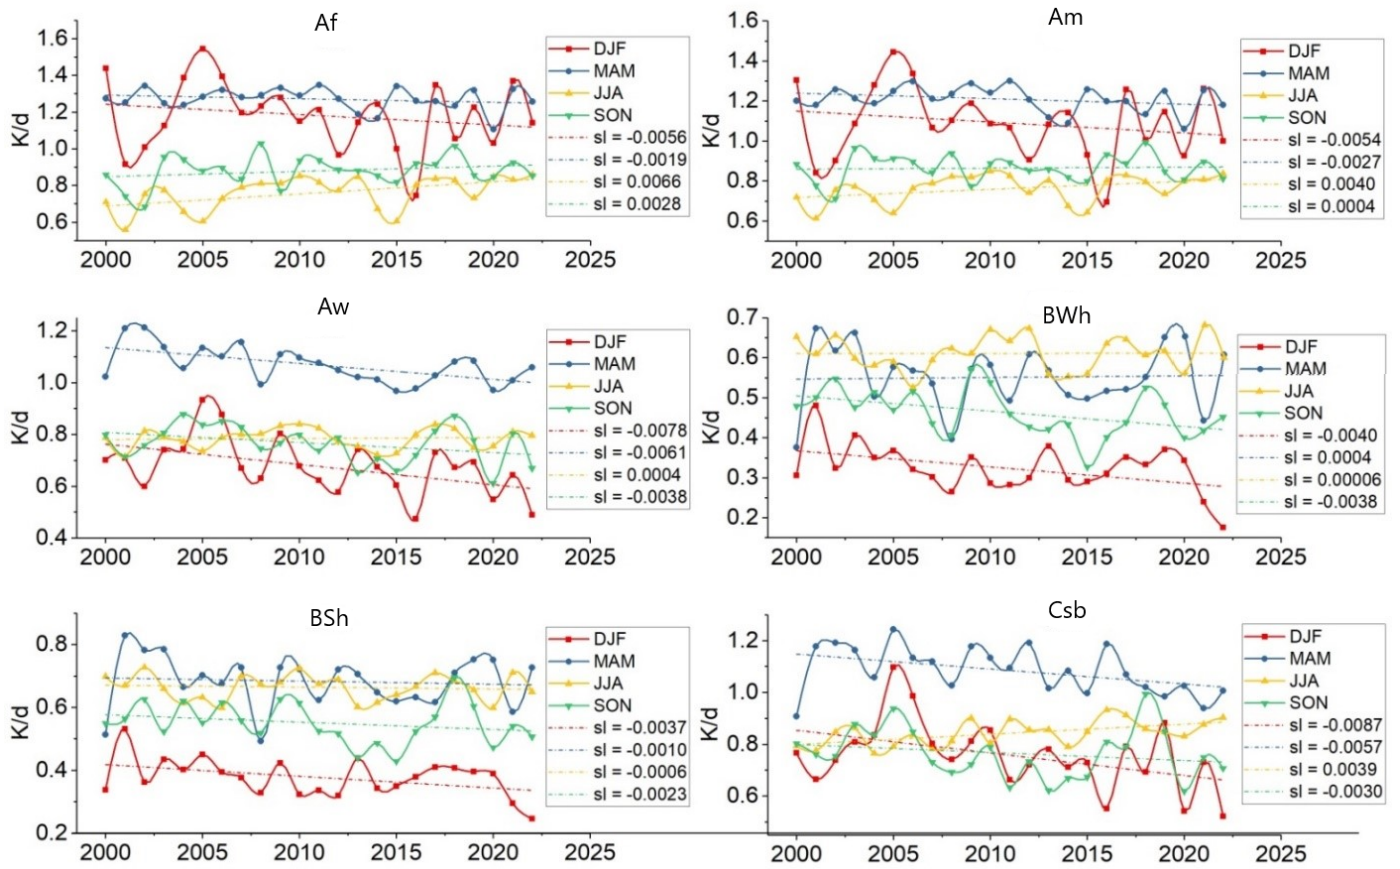 Af
K/d
1.6
1.4
1.2
1.0
0.8
0.6
2000 2005 2010 2015 2020 2025
DJF
MAM
JJA
SON
sl = -0.0056
sl = -0.0019
sl = 0.0066
sl = 0.0028
Am
K/d
1.6
1.4
1.2
1.0
0.8
0.6
2000 2005 2010 2015 2020 2025
DJF
MAM
JJA
SON
sl = -0.0054
sl = -0.0027
sl = 0.0040
sl = 0.0004
Aw
K/d
1.2
1.0
0.8
0.6
0.4
2000 2005 2010 2015 2020 2025
DJF
MAM
JJA
SON
sl = -0.0078
sl = -0.0061
sl = 0.0004
sl = -0.0038
BWh
K/d
0.7
0.6
0.5
0.4
0.3
0.2
2000 2005 2010 2015 2020 2025
DJF
MAM
JJA
SON
sl = -0.0040
sl = 0.0004
sl = 0.00006
sl = -0.0038
BSh
K/d
0.8
0.6
0.4
0.2
2000 2005 2010 2015 2020 2025
DJF
MAM
JJA
SON
sl = -0.0037
sl = -0.0010
sl = -0.0006
sl = -0.0023
Csb
K/d
1.2
1.0
0.8
0.6
2000 2005 2010 2015 2020 2025
DJF
MAM
JJA
SON
sl = -0.0087
sl = -0.0057
sl = 0.0039
sl = -0.0030